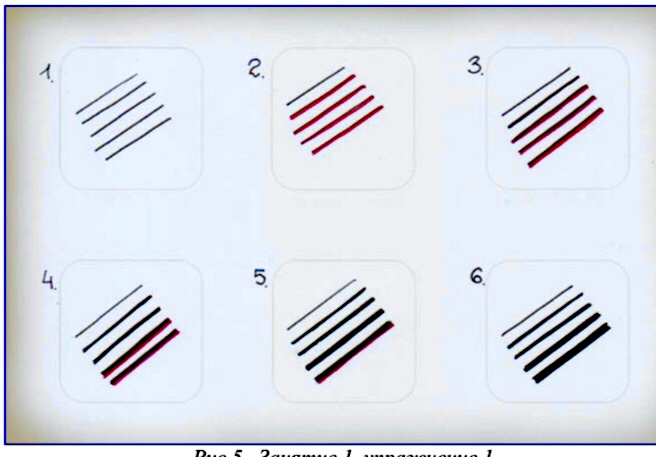 1. 2. 3.
4. 5. 6.
Рис.5. Занятие 1, упражнение 1